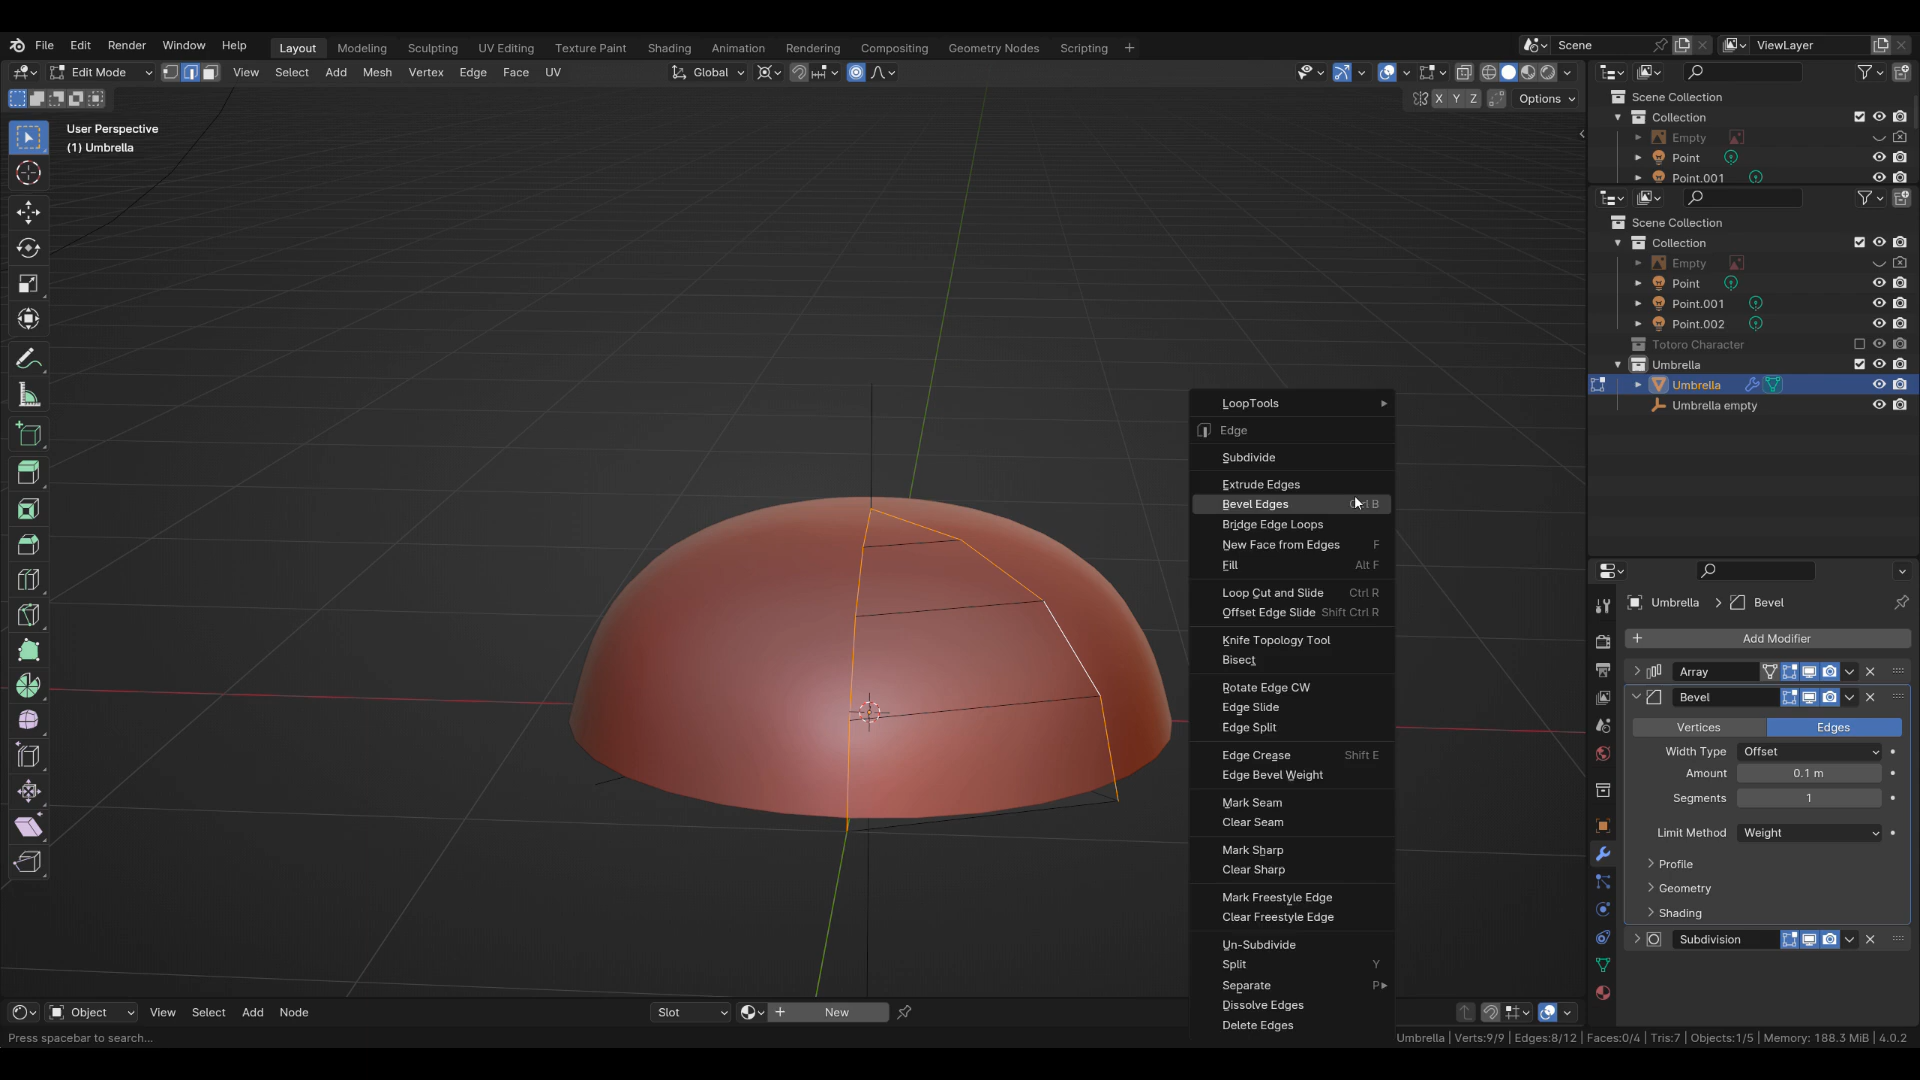 File Edit Render Window Help Layout Modeling Sculpting UV Editing Texture Paint Shading Animation Rendering Compositing Geometry Nodes Scripting + Scene ViewLayer
Edit Mode View Select Add Mesh Vertex Edge Face UV Global
X Y Z Options
User Perspective
(1) Umbrella
Scene Collection
Collection
Empty
Point
Point.001
Scene Collection
Collection
Empty
Point
Point.001
Point.002
Totoro Character
Umbrella
Umbrella
Umbrella empty
LoopTools
Edge
Subdivide
Extrude Edges
Bevel Edges
Bridge Edge Loops
New Face from Edges F
Fill Alt F
Loop Cut and Slide Ctrl R
Offset Edge Slide Shift Ctrl R
Knife Topology Tool
Bisect
Rotate Edge CW
Edge Slide
Edge Split
Edge Crease Shift E
Edge Bevel Weight
Mark Seam
Clear Seam
Mark Sharp
Clear Sharp
Mark Freestyle Edge
Clear Freestyle Edge
Un-Subdivide
Split Y
Separate P
Dissolve Edges
Delete Edges
Umbrella > Bevel
+ Add Modifier
Array
Bevel
Vertices Edges
Width Type Offset
Amount 0.1 m
Segments 1
Limit Method Weight
Profile
Geometry
Shading
Subdivision
Object View Select Add Node Slot + New
Press spacebar to search...
Umbrella | Verts:9/9 | Edges:8/12 | Faces:0/4 | Tris:7 | Objects:1/5 | Memory: 188.3 MiB | 4.0.2